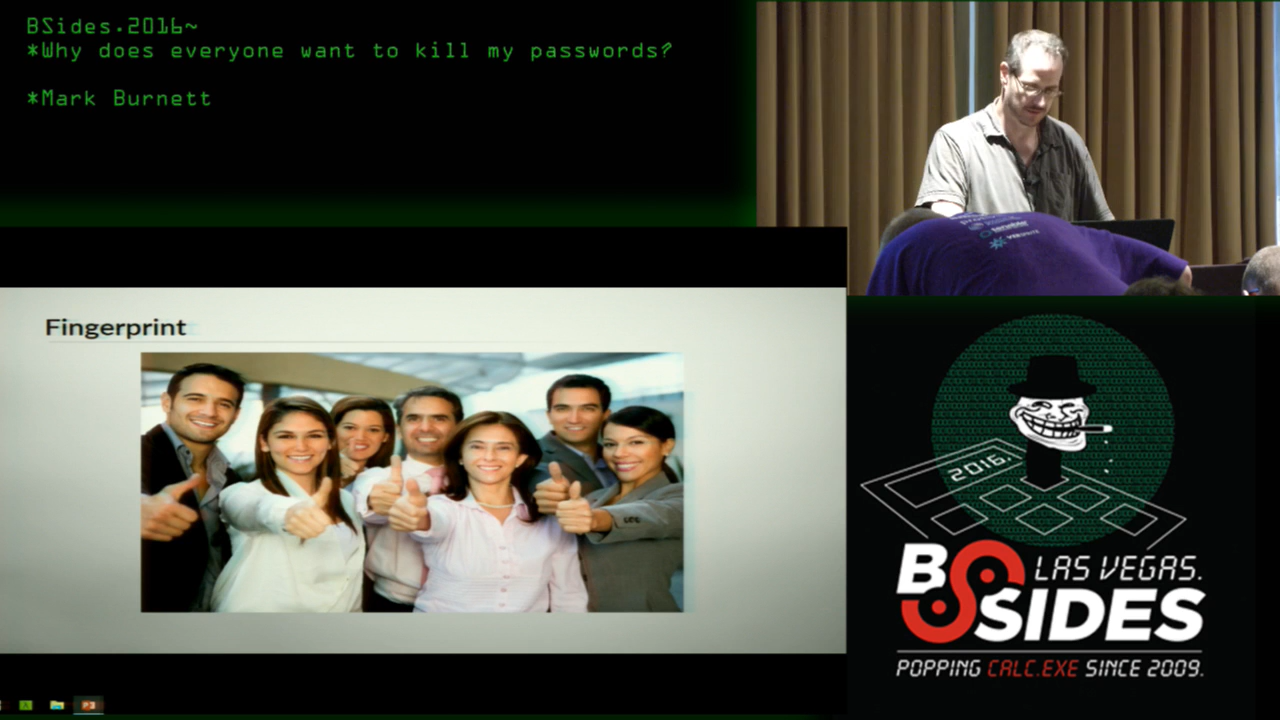 BSides.2016~
*Why does everyone want to kill my passwords?
*Mark Burnett
Fingerprint
2016.
BSIDES
LAS VEGAS.
POPPING CALC.EXE SINCE 2009.